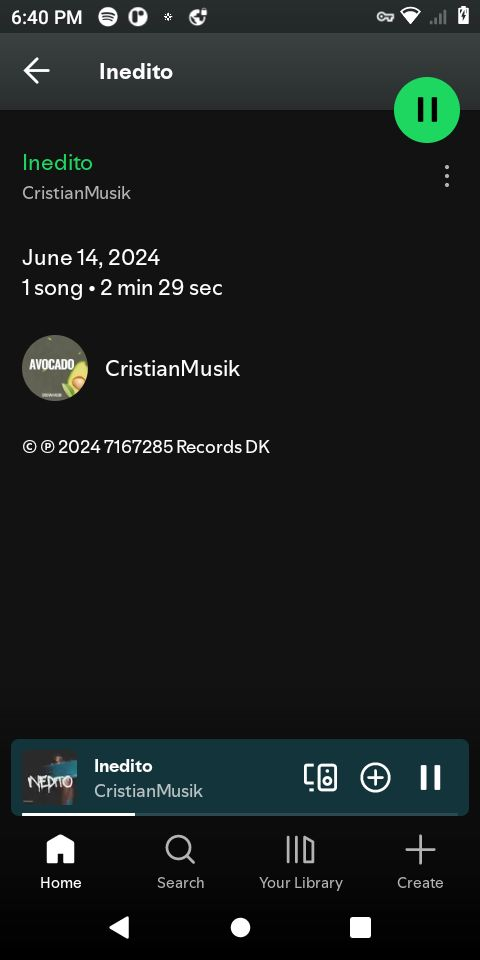 6:40 PM
Inedito
Inedito
CristianMusik
June 14, 2024
1 song • 2 min 29 sec
AVOCADO
CristianMusik
© ℗ 2024 7167285 Records DK
INEDITO
Inedito
CristianMusik
Home
Search
Your Library
Create